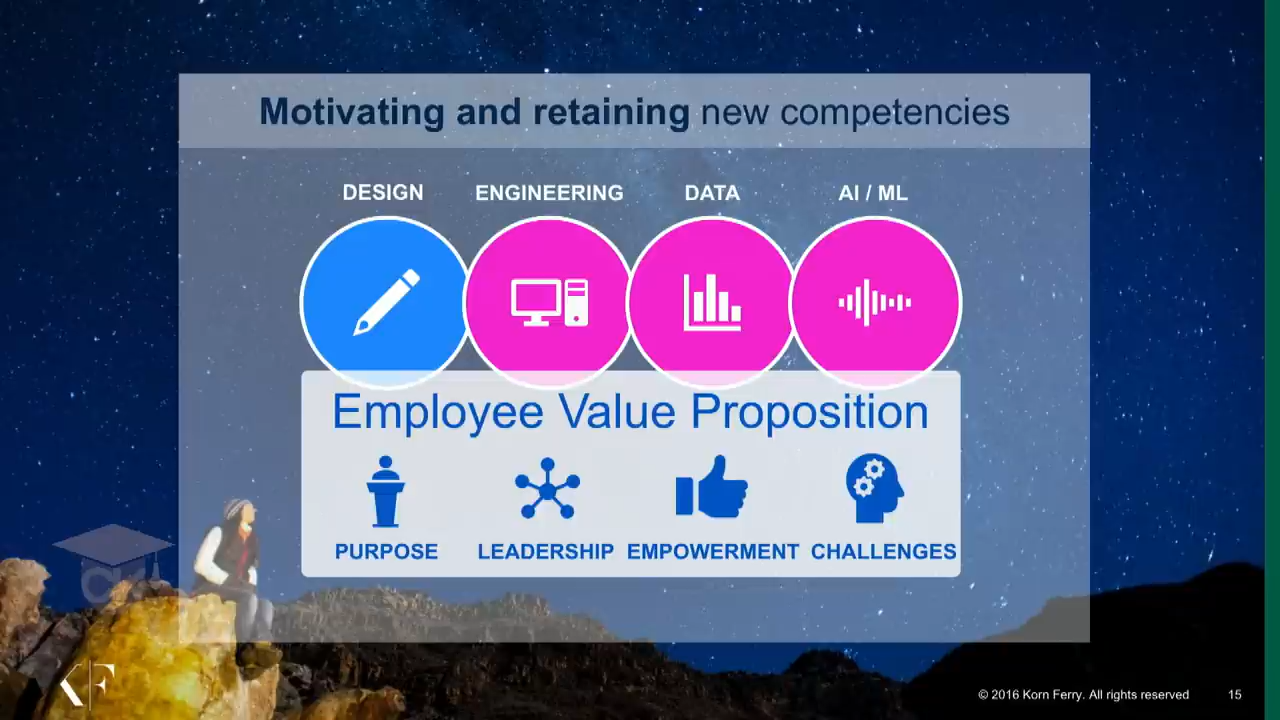 Motivating and retaining new competencies
DESIGN
ENGINEERING
DATA
AI / ML
Employee Value Proposition
PURPOSE
LEADERSHIP
EMPOWERMENT
CHALLENGES
KF
© 2016 Korn Ferry. All rights reserved
15